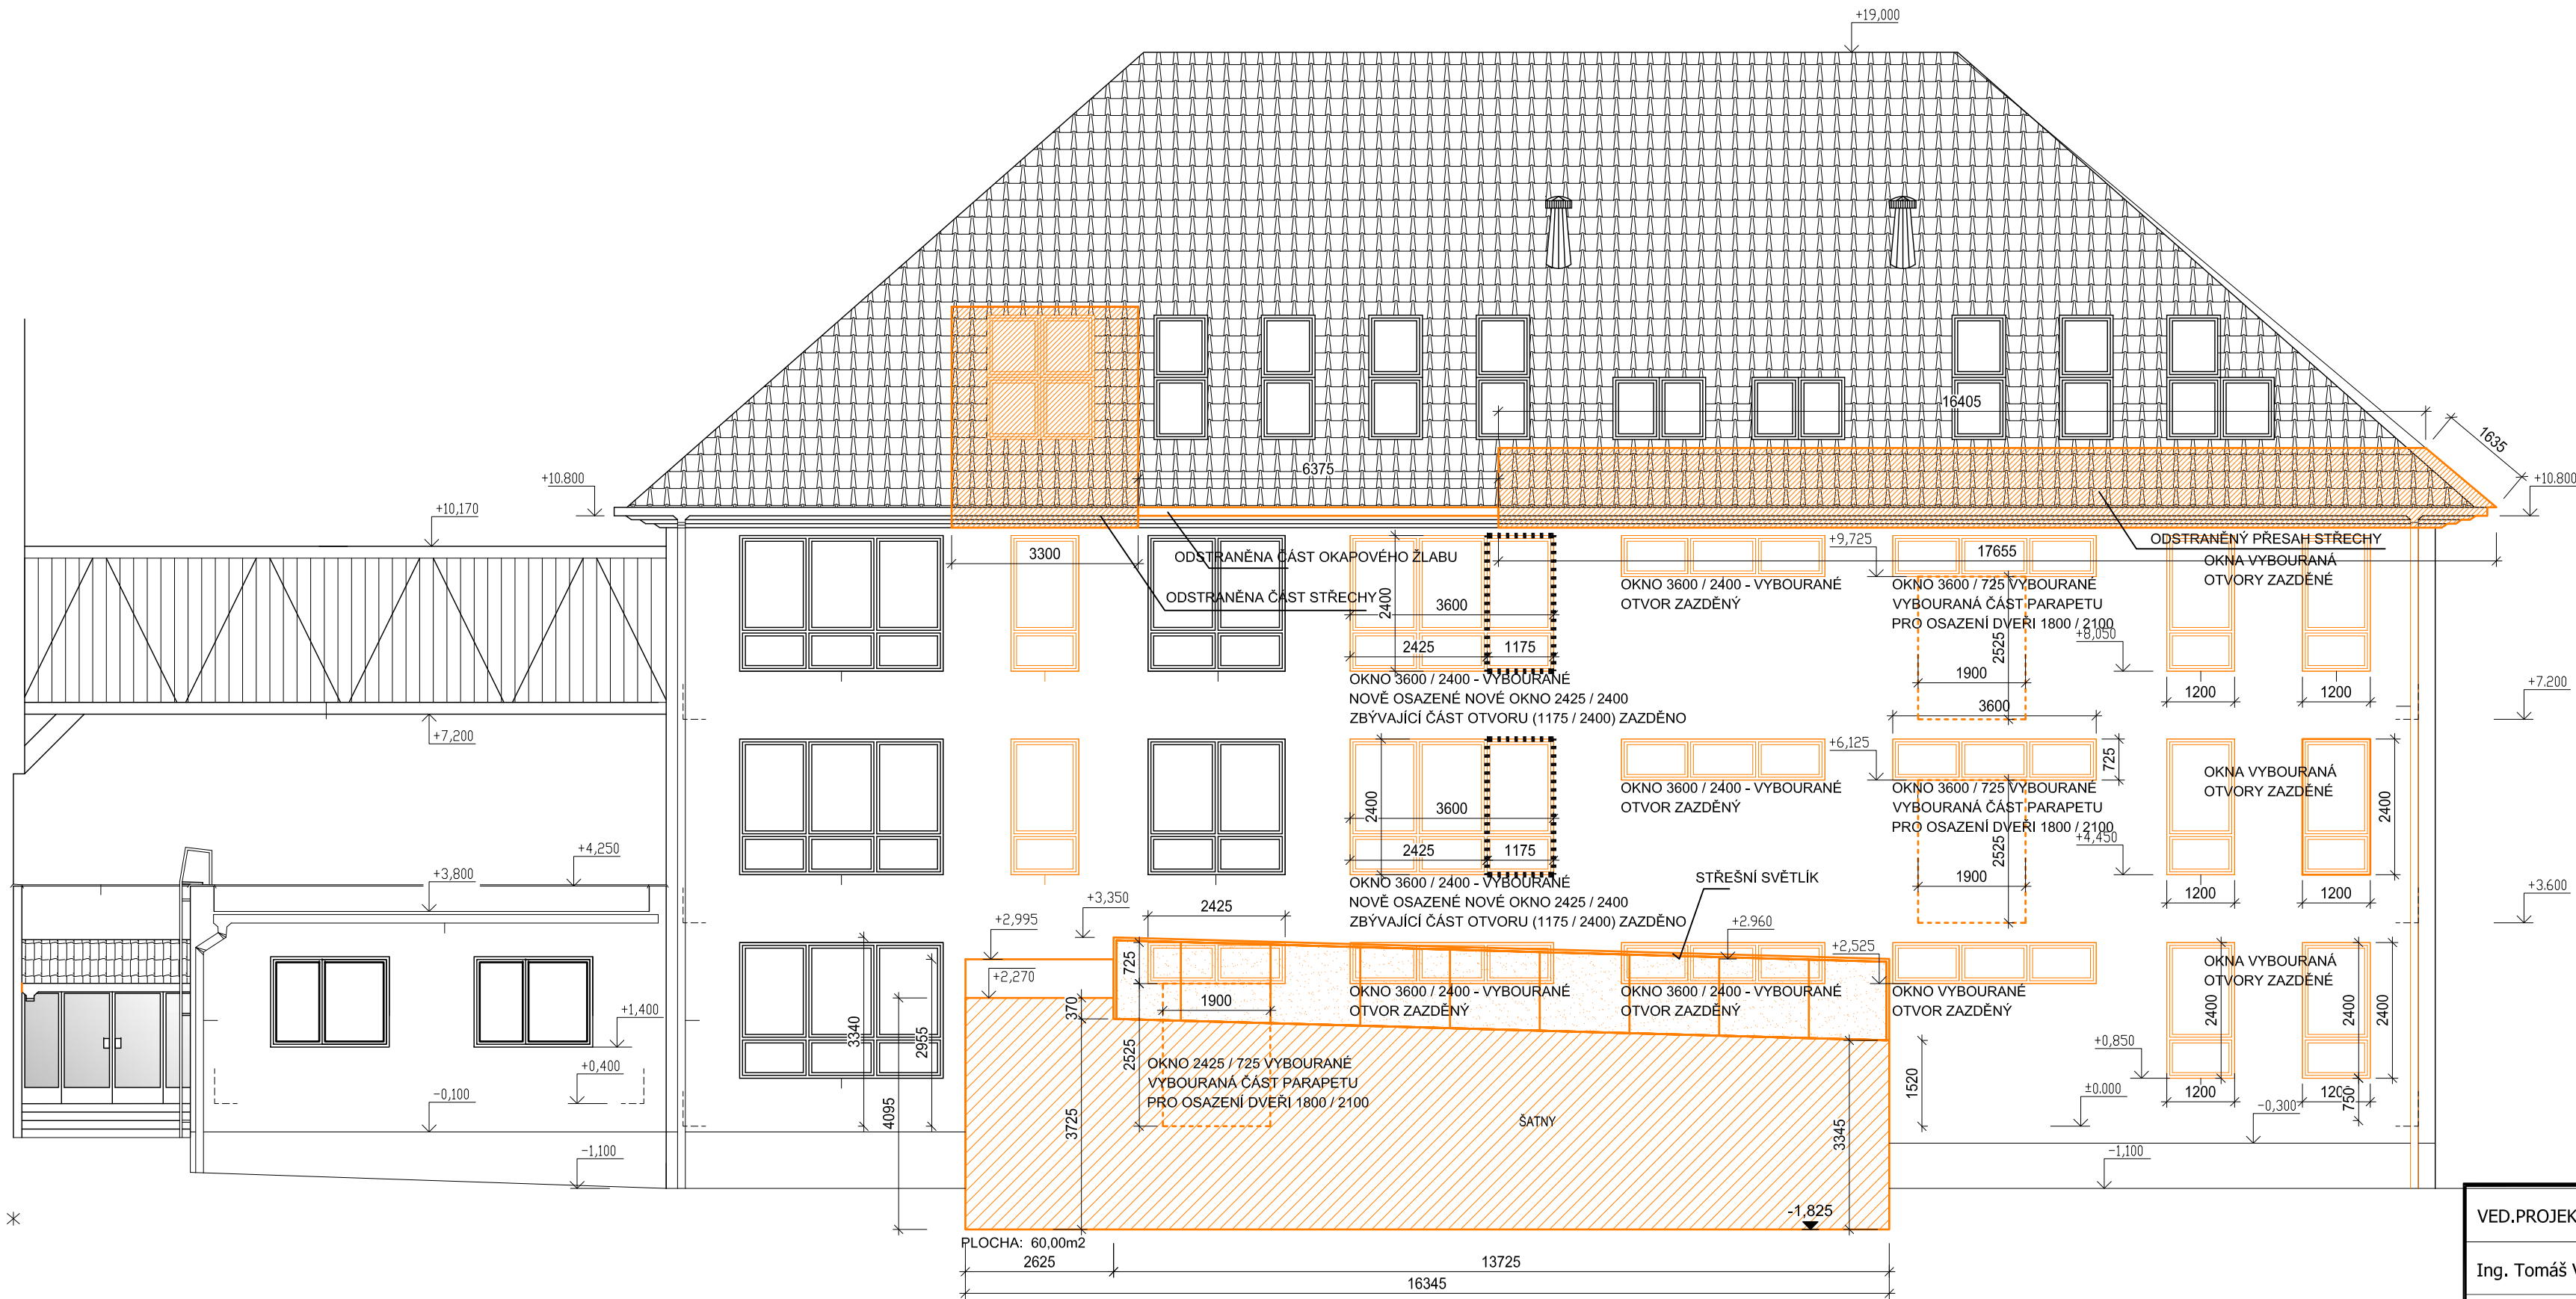 +19,000
16405
1635
6375
+10.800
+10.800
+10,170
ODSTRANĚNÝ PŘESAH STŘECHY
3300
ODSTRANĚNA ČÁST OKAPOVÉHO ŽLABU
ODSTRANĚNA ČÁST STŘECHY
2400
3600
2425
1175
OKNO 3600 / 2400 - VYBOURANÉ
NOVĚ OSAZENÉ NOVÉ OKNO 2425 / 2400
ZBÝVAJÍCÍ ČÁST OTVORU (1175 / 2400) ZAZDĚNO
OKNO 3600 / 2400 - VYBOURANÉ
OTVOR ZAZDĚNÝ
+9,725
17655
OKNO 3600 / 725 VYBOURANÉ
VYBOURANÁ ČÁST PARAPETU
PRO OSAZENÍ DVEŘI 1800 / 2100
2525
1900
3600
+8,050
OKNA VYBOURANÁ
OTVORY ZAZDĚNÉ
1200
1200
+7.200
+7,200
2400
3600
2425
1175
OKNO 3600 / 2400 - VYBOURANÉ
NOVĚ OSAZENÉ NOVÉ OKNO 2425 / 2400
ZBÝVAJÍCÍ ČÁST OTVORU (1175 / 2400) ZAZDĚNO
OKNO 3600 / 2400 - VYBOURANÉ
OTVOR ZAZDĚNÝ
+6,125
725
OKNO 3600 / 725 VYBOURANÉ
VYBOURANÁ ČÁST PARAPETU
PRO OSAZENÍ DVEŘI 1800 / 2100
2525
1900
+4,450
OKNA VYBOURANÁ
OTVORY ZAZDĚNÉ
2400
1200
1200
+3.600
+4,250
+3,800
STŘEŠNÍ SVĚTLÍK
+3,350
2425
+2,995
+2.960
+2,525
+2,270
725
370
1900
3340
2955
2525
4095
3725
OKNO 3600 / 2400 - VYBOURANÉ
OTVOR ZAZDĚNÝ
OKNO 3600 / 2400 - VYBOURANÉ
OTVOR ZAZDĚNÝ
OKNO VYBOURANÉ
OTVOR ZAZDĚNÝ
OKNA VYBOURANÁ
OTVORY ZAZDĚNÉ
2400
2400
2400
OKNO 2425 / 725 VYBOURANÉ
VYBOURANÁ ČÁST PARAPETU
PRO OSAZENÍ DVEŘI 1800 / 2100
+1,400
+0,400
-0,100
-1,100
+0,850
1520
±0.000
1200
1200
750
-0,300
-1,100
ŠATNY
3345
-1,825
PLOCHA: 60,00m2
2625
13725
16345
VED.PROJEK
Ing. Tomáš V